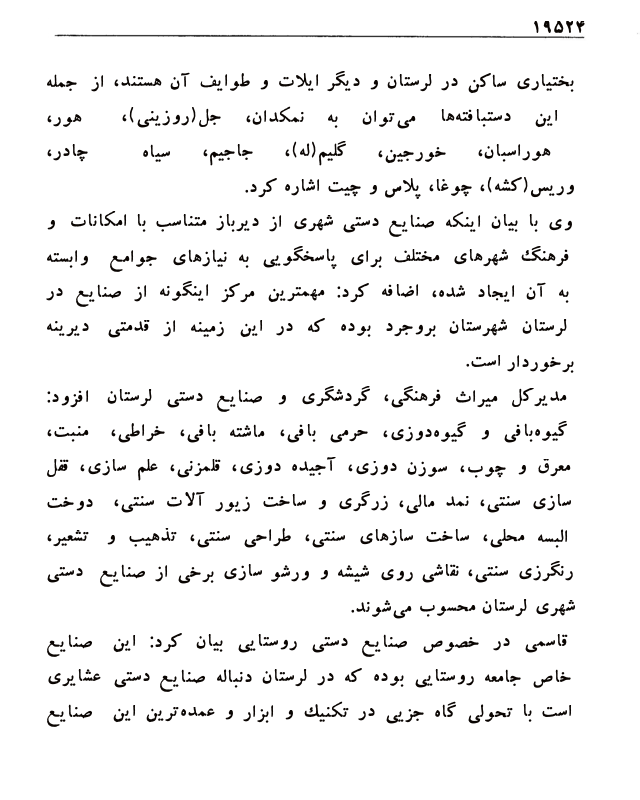 ۱۹۵۲۴
بختیاری ساکن در لرستان و دیگر ایلات و طوایف آن هستند، از جمله
این دستبافته‌ها می‌توان به نمکدان، جل(روزینی)، هور،
هوراسبان، خورجین، گلیم(له)، جاجیم، سیاه چادر،
وریس(کشه)، چوغا، پلاس و چیت اشاره کرد.
وی با بیان اینکه صنایع دستی شهری از دیرباز متناسب با امکانات و
فرهنگ شهرهای مختلف برای پاسخگویی به نیازهای جوامع وابسته
به آن ایجاد شده، اضافه کرد: مهمترین مرکز اینگونه از صنایع در
لرستان شهرستان بروجرد بوده که در این زمینه از قدمتی دیرینه
برخوردار است.
مدیرکل میراث فرهنگی، گردشگری و صنایع دستی لرستان افزود:
گیوه‌بافی و گیوه‌دوزی، حرمی بافی، ماشته بافی، خراطی، منبت،
معرق و چوب، سوزن دوزی، آجیده دوزی، قلمزنی، علم سازی، قفل
سازی سنتی، نمد مالی، زرگری و ساخت زیور آلات سنتی، دوخت
البسه محلی، ساخت سازهای سنتی، طراحی سنتی، تذهیب و تشعیر،
رنگرزی سنتی، نقاشی روی شیشه و ورشو سازی برخی از صنایع دستی
شهری لرستان محسوب می‌شوند.
قاسمی در خصوص صنایع دستی روستایی بیان کرد: این صنایع
خاص جامعه روستایی بوده که در لرستان دنباله صنایع دستی عشایری
است با تحولی گاه جزیی در تکنیک و ابزار و عمده‌ترین این صنایع